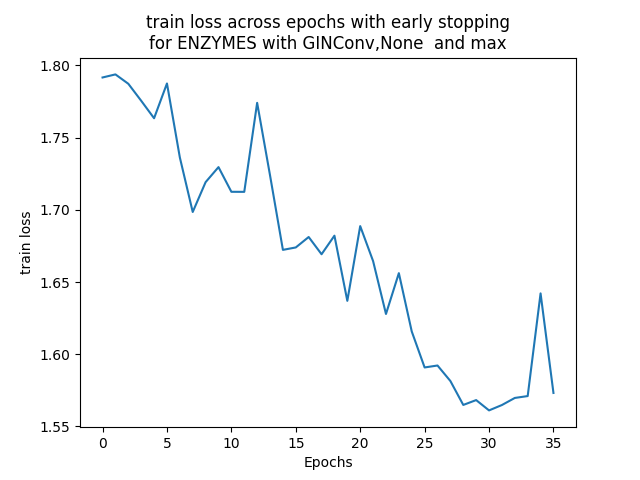 train loss across epochs with early stopping
for ENZYMES with GINConv,None  and max
1.80
1.75
1.70
1.65
1.60
1.55
train loss
0 5 10 15 20 25 30 35
Epochs